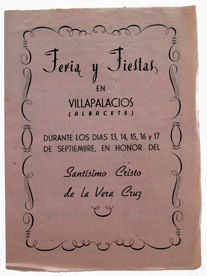 Feria y Fiestas
EN
VILLAPALACIOS
(ALBACETE)
DURANTE LOS DIAS 13, 14, 15, 16 y 17
DE SEPTIEMBRE, EN HONOR DEL
Santísimo Cristo
de la Vera Cruz